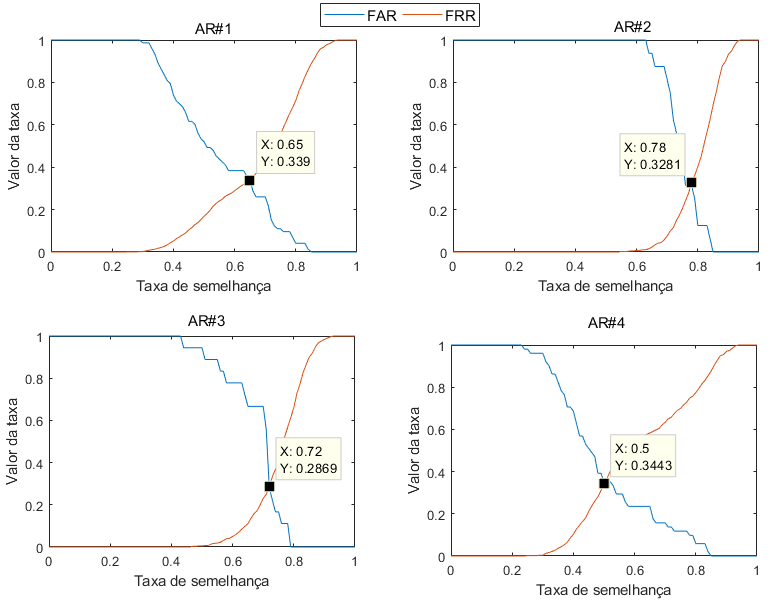 FAR FRR
AR#1
1
0.8
0.6
0.4
0.2
0
Valor da taxa
X: 0.65
Y: 0.339
0 0.2 0.4 0.6 0.8 1
Taxa de semelhança
AR#2
1
0.8
0.6
0.4
0.2
0
Valor da taxa
X: 0.78
Y: 0.3281
0 0.2 0.4 0.6 0.8 1
Taxa de semelhança
AR#3
1
0.8
0.6
0.4
0.2
0
Valor da taxa
X: 0.72
Y: 0.2869
0 0.2 0.4 0.6 0.8 1
Taxa de semelhança
AR#4
1
0.8
0.6
0.4
0.2
0
Valor da taxa
X: 0.5
Y: 0.3443
0 0.2 0.4 0.6 0.8 1
Taxa de semelhança